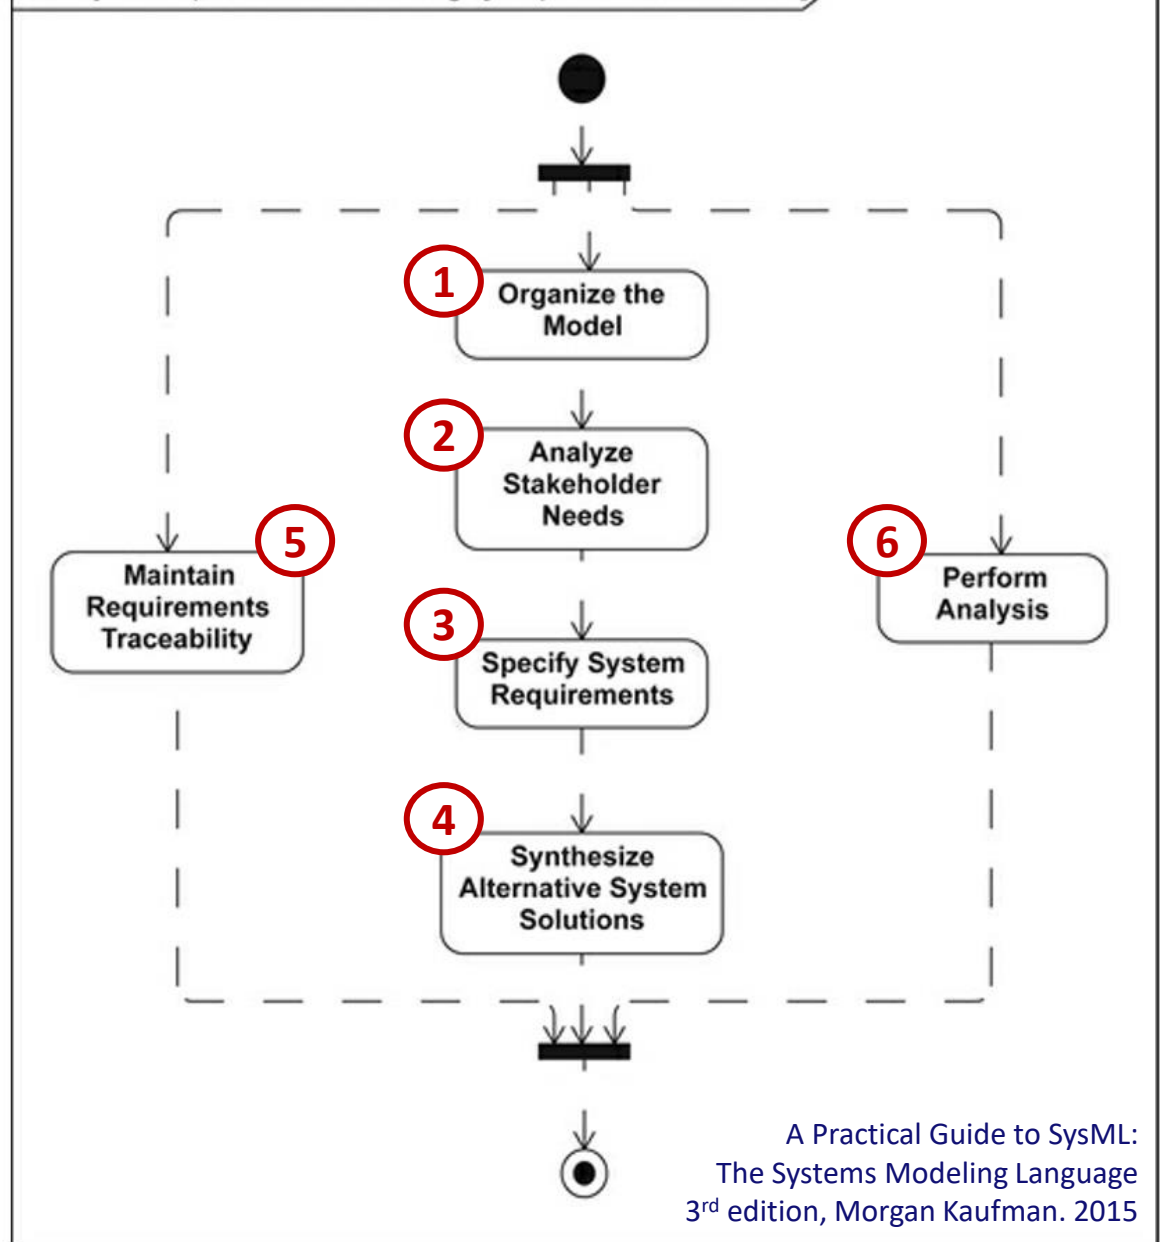 1
Organize the
Model
2
Analyze
Stakeholder
Needs
5
Maintain
Requirements
Traceability
6
Perform
Analysis
3
Specify System
Requirements
4
Synthesize
Alternative System
Solutions
A Practical Guide to SysML:
The Systems Modeling Language
3rd edition, Morgan Kaufman. 2015